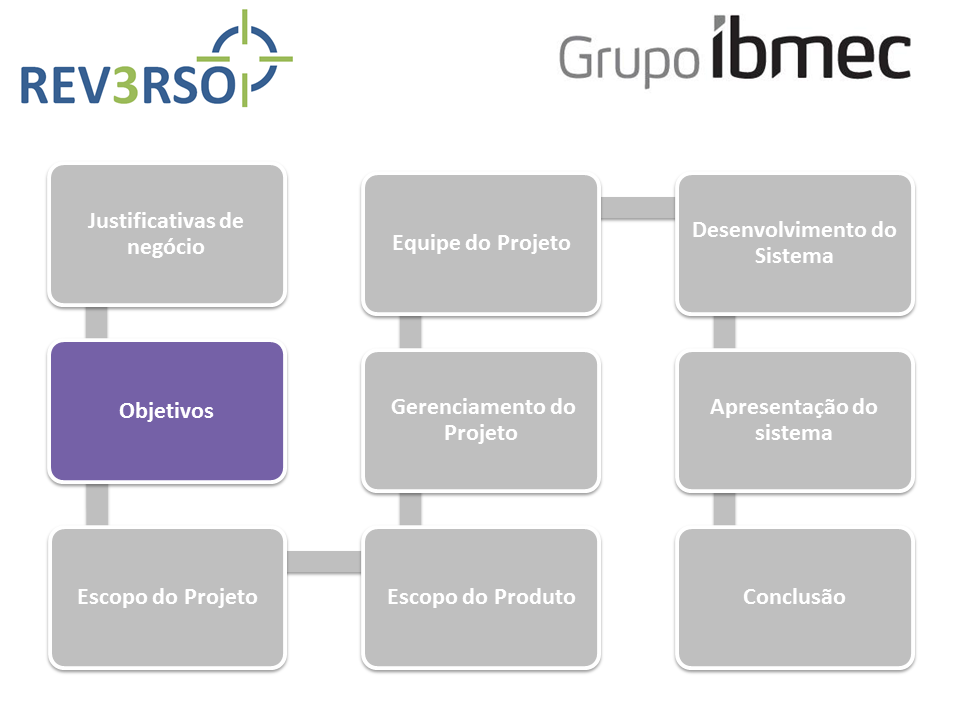 REV3RSO
Grupo ibmec
Justificativas de
negócio
Objetivos
Escopo do Projeto
Escopo do Produto
Gerenciamento do
Projeto
Equipe do Projeto
Desenvolvimento do
Sistema
Apresentação do
sistema
Conclusão